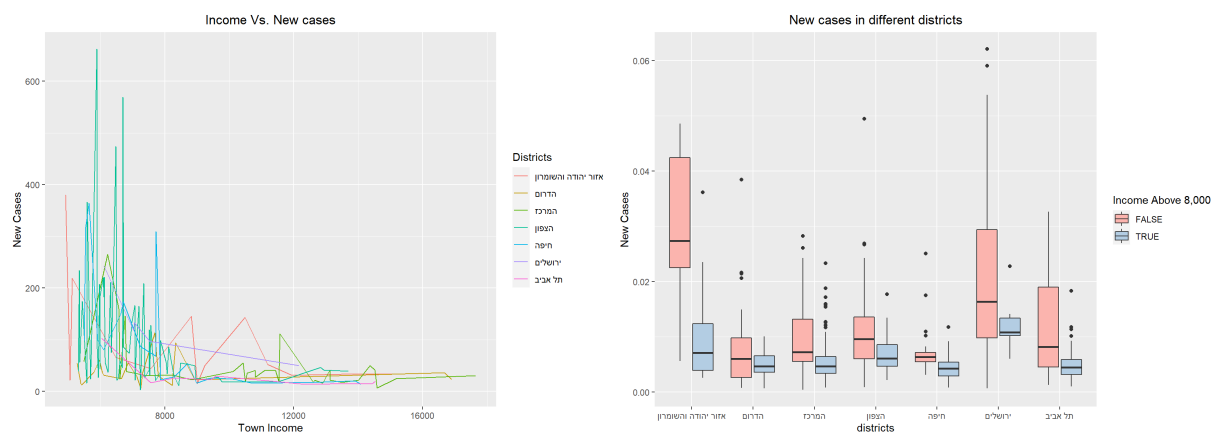 Income Vs. New cases
New Cases
600
400
200
0
8000
12000
16000
Town Income
Districts
אזור יהודה והשומרון
הדרום
המרכז
הצפון
חיפה
ירושלים
תל אביב
New cases in different districts
New Cases
0.06
0.04
0.02
0.00
אזור יהודה והשומרון
הדרום
המרכז
הצפון
חיפה
ירושלים
תל אביב
districts
Income Above 8,000
FALSE
TRUE